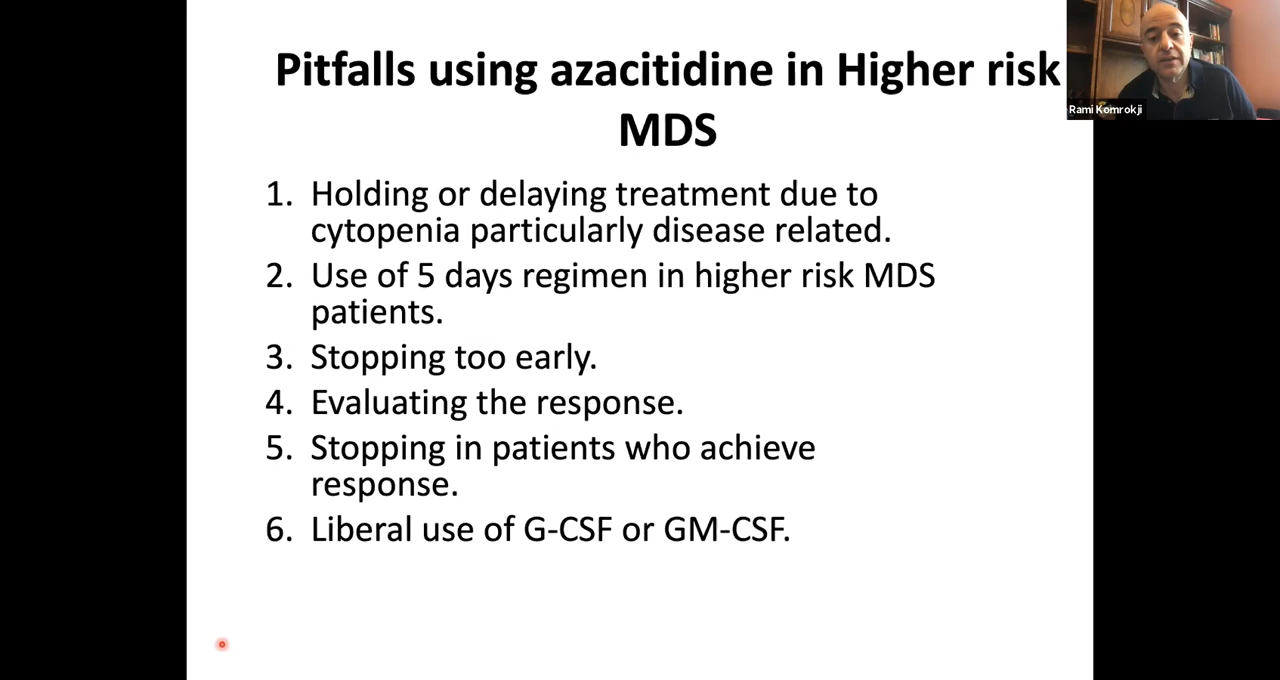 Pitfalls using azacitidine in Higher risk
MDS
Rami Komrokji
1. Holding or delaying treatment due to
cytopenia particularly disease related.
2. Use of 5 days regimen in higher risk MDS
patients.
3. Stopping too early.
4. Evaluating the response.
5. Stopping in patients who achieve
response.
6. Liberal use of G-CSF or GM-CSF.